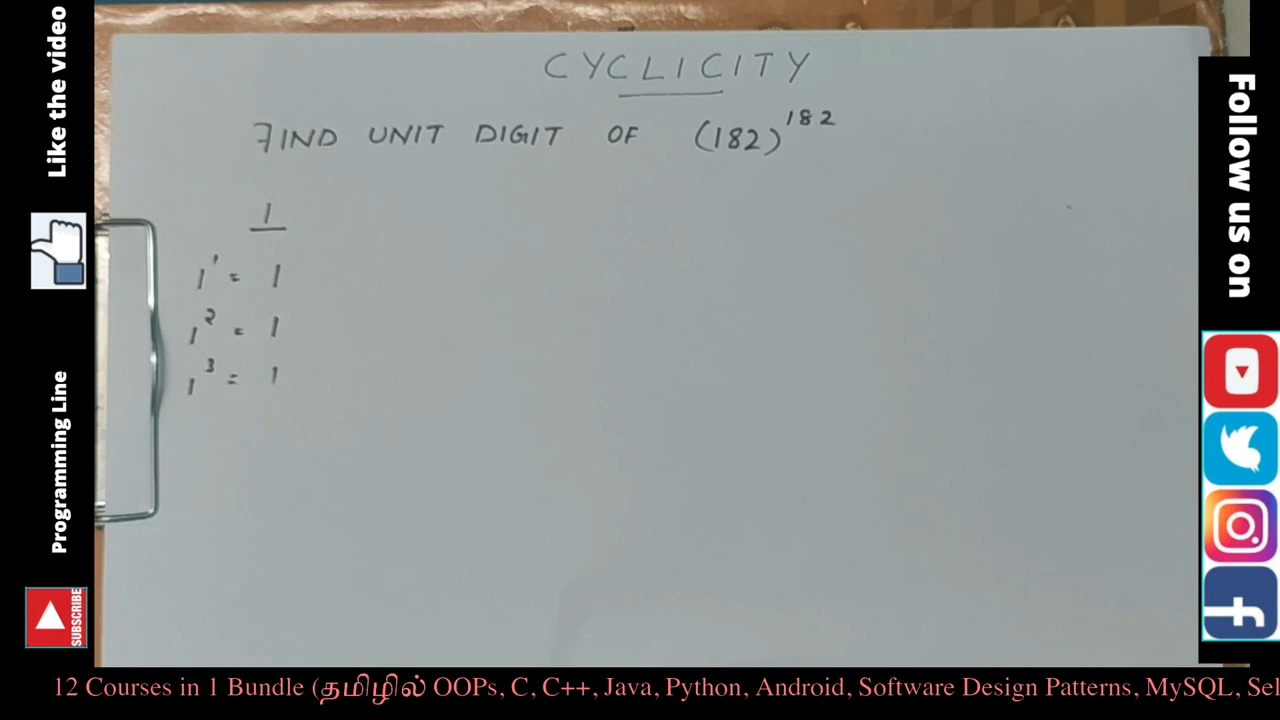 CYCLICITY
FIND UNIT DIGIT OF (182)^182
1
1^1 = 1
1^2 = 1
1^3 = 1
Like the video
Programming Line
SUBSCRIBE
Follow us on
12 Courses in 1 Bundle (தமிழில் OOPs, C, C++, Java, Python, Android, Software Design Patterns, MySQL, Sel